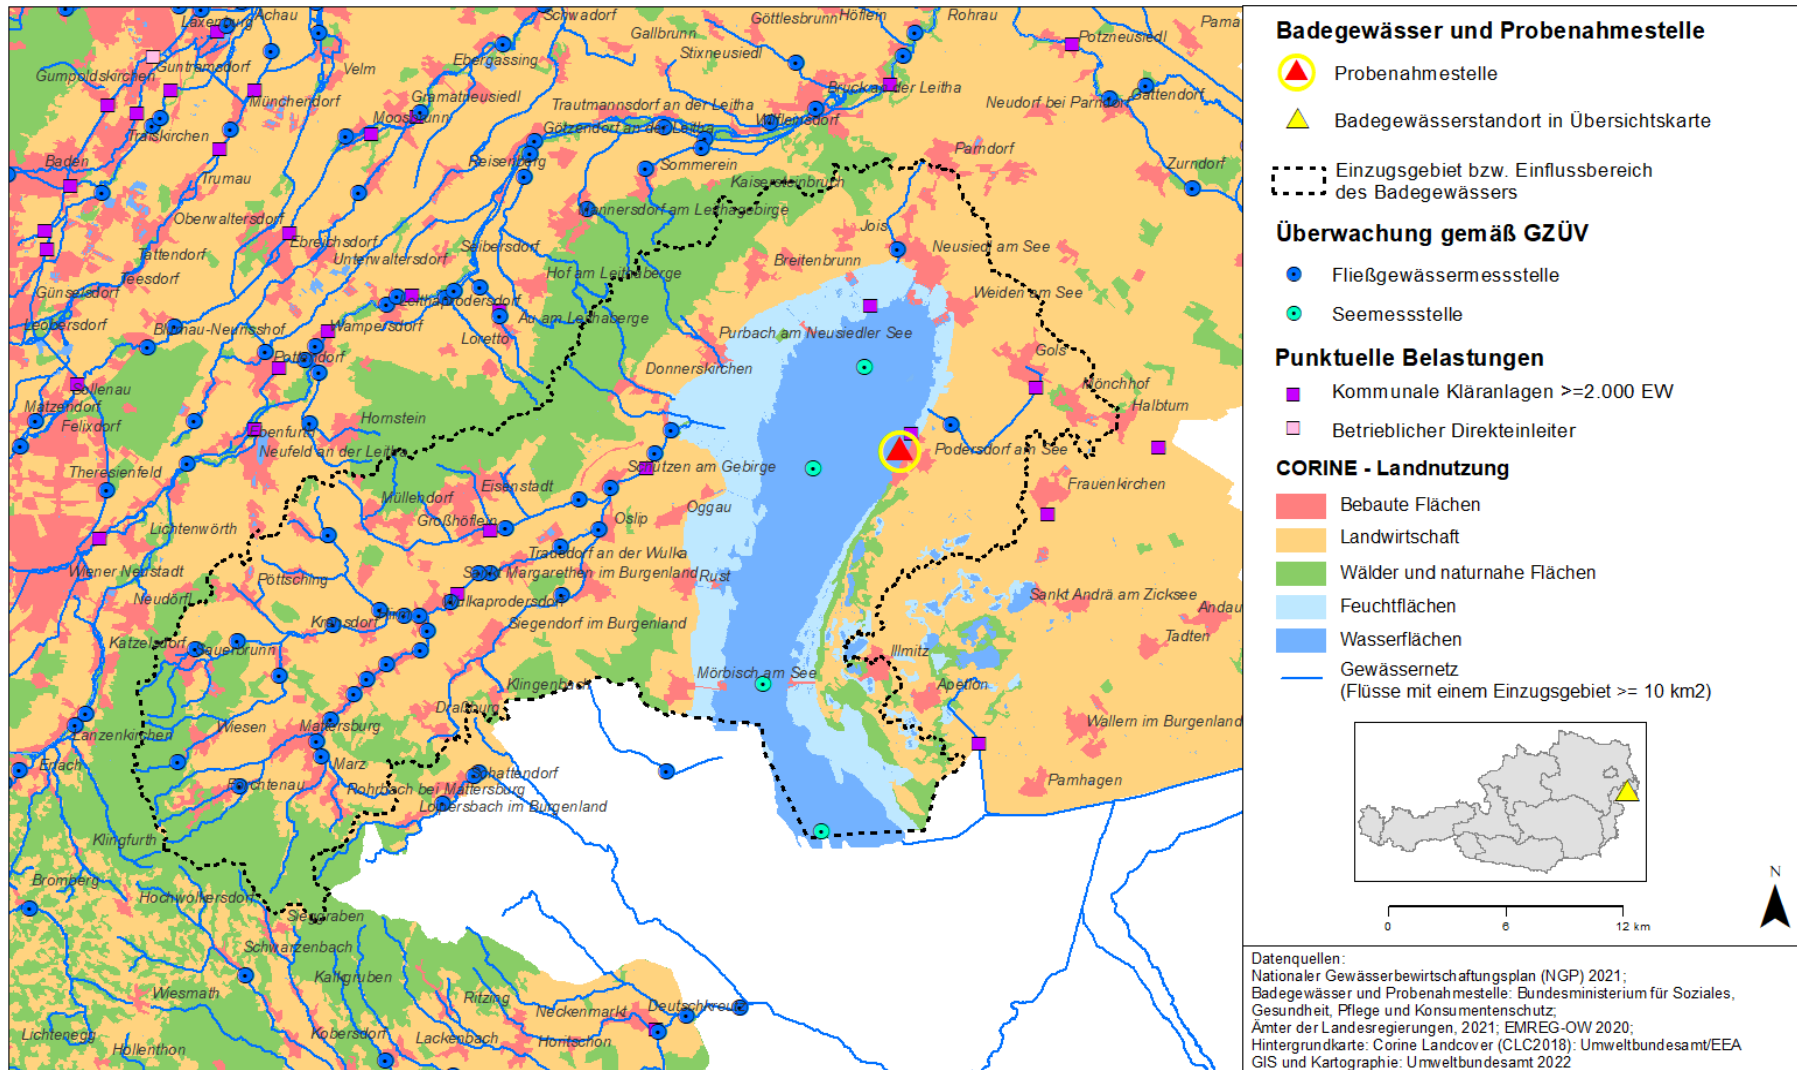 Achau
Laxenburg
Schwadorf
Göttlesbrunn
Höflein
Rohrau
Pama
Gallbrunn
Stixneusiedl
Potzneusiedl
Guntramsdorf
Gumpoldskirchen
Velm
Ebergassing
Bruck an der Leitha
Gattendorf
Münchendorf
Gramatneusiedl
Trautmannsdorf an der Leitha
Neudorf bei Parndorf
Moosbrunn
Wilfleinsdorf
Traiskirchen
Götzendorf an der Leitha
Parndorf
Baden
Reisenberg
Sommerein
Zurndorf
Trumau
Kaisersteinbruch
Oberwaltersdorf
Mannersdorf am Leithagebirge
Jois
Ebreichsdorf
Seibersdorf
Neusiedl am See
Tattendorf
Unterwaltersdorf
Breitenbrunn
Teesdorf
Hof am Leithaberge
Günselsdorf
Leithaprodersdorf
Weiden am See
Leobersdorf
Blumau-Neurisshof
Wampersdorf
Au am Leithaberge
Purbach am Neusiedler See
Loretto
Pottendorf
Donnerskirchen
Gols
Sollenau
Mönchhof
Matzendorf
Halbturn
Felixdorf
Hornstein
Ebenfurth
Neufeld an der Leitha
Podersdorf am See
Theresienfeld
Schützen am Gebirge
Eisenstadt
Frauenkirchen
Müllendorf
Oggau
Großhöflein
Oslip
Lichtenwörth
Trausdorf an der Wulka
Wiener Neustadt
Pöttsching
Sankt Margarethen im Burgenland
Rust
Neudörfl
Wulkaprodersdorf
Sankt Andrä am Zicksee
Andau
Krensdorf
Siegendorf im Burgenland
Katzelsdorf
Sauerbrunn
Tadten
Illmitz
Mörbisch am See
Klingenbach
Apetlon
Draßburg
Wiesen
Mattersburg
Wallern im Burgenland
Lanzenkirchen
Erlach
Marz
Schattendorf
Forchtenau
Rohrbach bei Mattersburg
Pamhagen
Loipersbach im Burgenland
Klingfurth
Bromberg
Hochwolkersdorf
Sieggraben
Schwarzenbach
Kalkgruben
Wiesmath
Ritzing
Neckenmarkt
Deutschkreutz
Lichtenegg
Kobersdorf
Lackenbach
Horitschon
Hollenthon
Badegewässer und Probenahmestelle
Probenahmestelle
Badegewässerstandort in Übersichtskarte
Einzugsgebiet bzw. Einflussbereich
des Badegewässers
Überwachung gemäß GZÜV
Fließgewässermessstelle
Seemessstelle
Punktuelle Belastungen
Kommunale Kläranlagen >=2.000 EW
Betrieblicher Direkteinleiter
CORINE - Landnutzung
Bebaute Flächen
Landwirtschaft
Wälder und naturnahe Flächen
Feuchtflächen
Wasserflächen
Gewässernetz
(Flüsse mit einem Einzugsgebiet >= 10 km2)
N
0 6 12 km
Datenquellen:
Nationaler Gewässerbewirtschaftungsplan (NGP) 2021;
Badegewässer und Probenahmestelle: Bundesministerium für Soziales,
Gesundheit, Pflege und Konsumentenschutz;
Ämter der Landesregierungen, 2021; EMREG-OW 2020;
Hintergrundkarte: Corine Landcover (CLC2018): Umweltbundesamt/EEA
GIS und Kartographie: Umweltbundesamt 2022